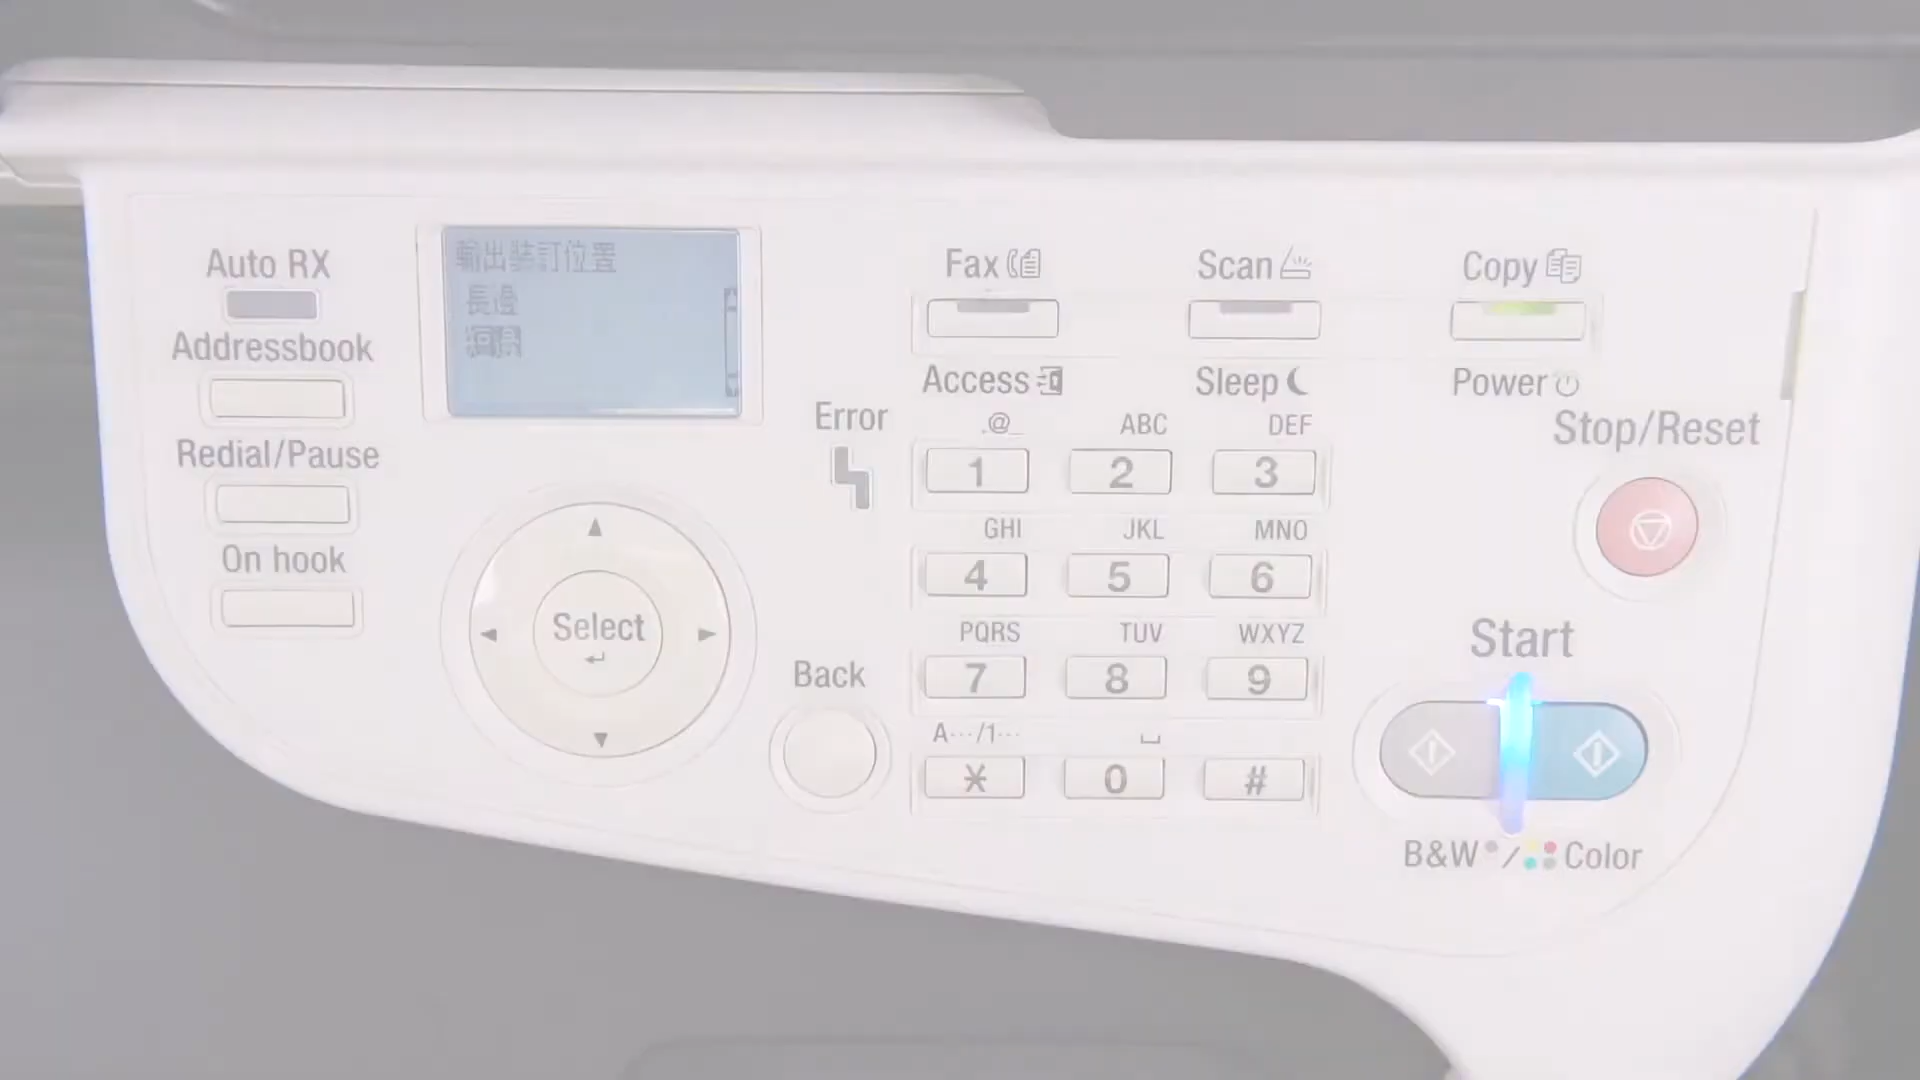 Auto RX
Addressbook
Redial/Pause
On hook
輸出裝訂位置
長邊
短邊
Select
Back
Error
Fax
Scan
Copy
Access
Sleep
Power
.@_
ABC
DEF
1
2
3
GHI
JKL
MNO
4
5
6
PQRS
TUV
WXYZ
7
8
9
A···/1···
*
0
#
Stop/Reset
Start
B&W / Color